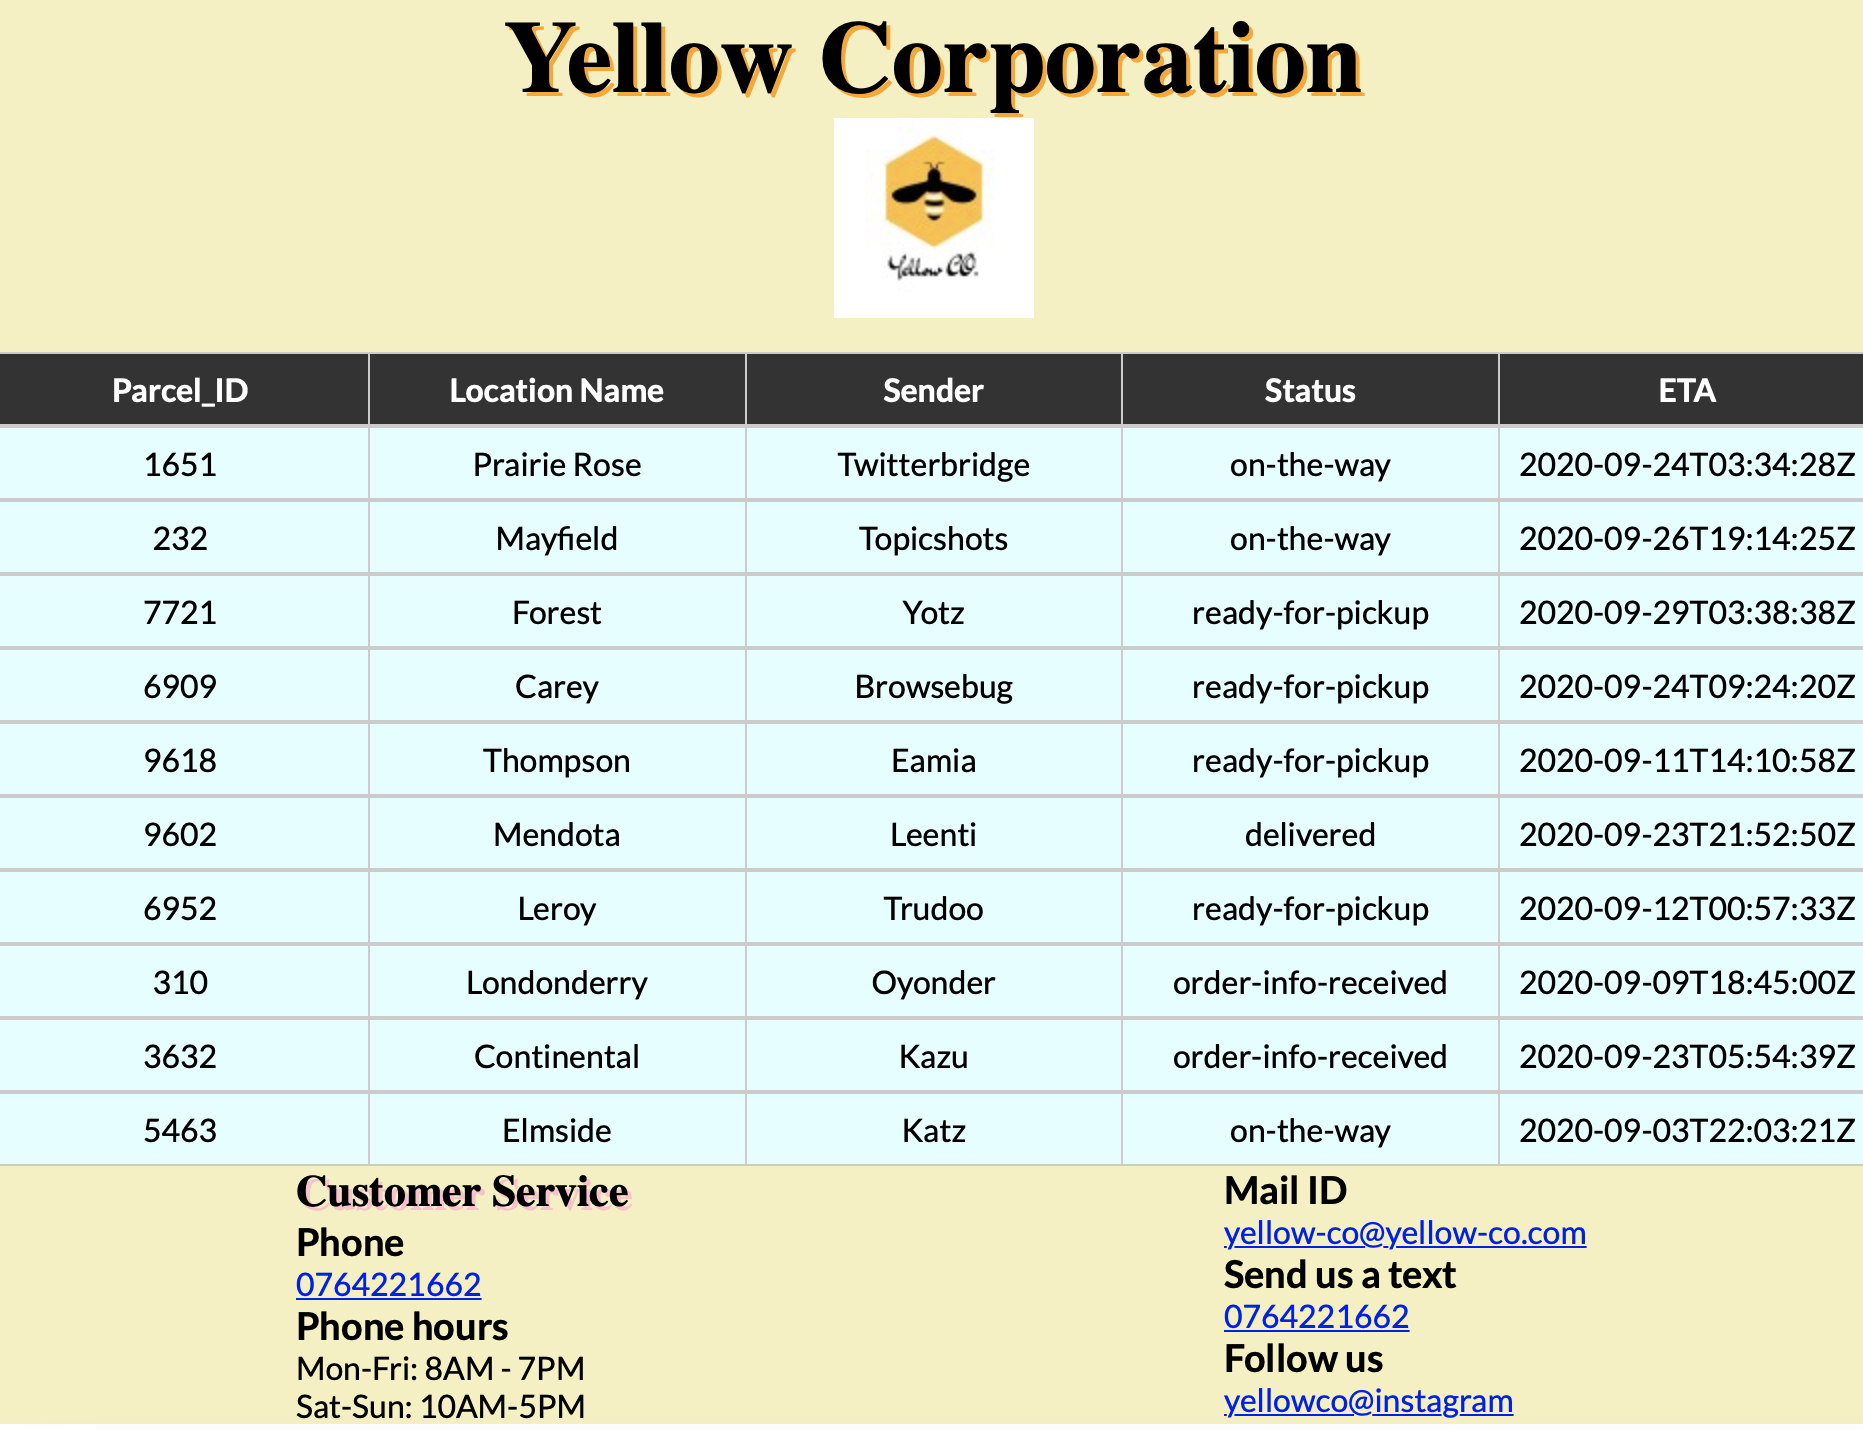 Yellow Corporation
Yellow CO.
Parcel_ID Location Name Sender Status ETA
1651 Prairie Rose Twitterbridge on-the-way 2020-09-24T03:34:28Z
232 Mayfield Topicshots on-the-way 2020-09-26T19:14:25Z
7721 Forest Yotz ready-for-pickup 2020-09-29T03:38:38Z
6909 Carey Browsebug ready-for-pickup 2020-09-24T09:24:20Z
9618 Thompson Eamia ready-for-pickup 2020-09-11T14:10:58Z
9602 Mendota Leenti delivered 2020-09-23T21:52:50Z
6952 Leroy Trudoo ready-for-pickup 2020-09-12T00:57:33Z
310 Londonderry Oyonder order-info-received 2020-09-09T18:45:00Z
3632 Continental Kazu order-info-received 2020-09-23T05:54:39Z
5463 Elmside Katz on-the-way 2020-09-03T22:03:21Z
Customer Service
Phone
0764221662
Phone hours
Mon-Fri: 8AM - 7PM
Sat-Sun: 10AM-5PM
Mail ID
yellow-co@yellow-co.com
Send us a text
0764221662
Follow us
yellowco@instagram